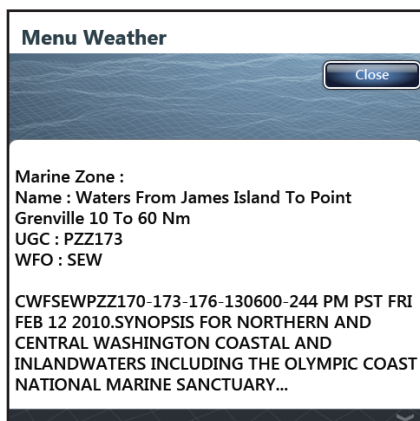 Menu Weather
Close
Marine Zone :
Name : Waters From James Island To Point
Grenville 10 To 60 Nm
UGC : PZZ173
WFO : SEW
CWFSEWPZZ170-173-176-130600-244 PM PST FRI
FEB 12 2010.SYNOPSIS FOR NORTHERN AND
CENTRAL WASHINGTON COASTAL AND
INLANDWATERS INCLUDING THE OLYMPIC COAST
NATIONAL MARINE SANCTUARY...